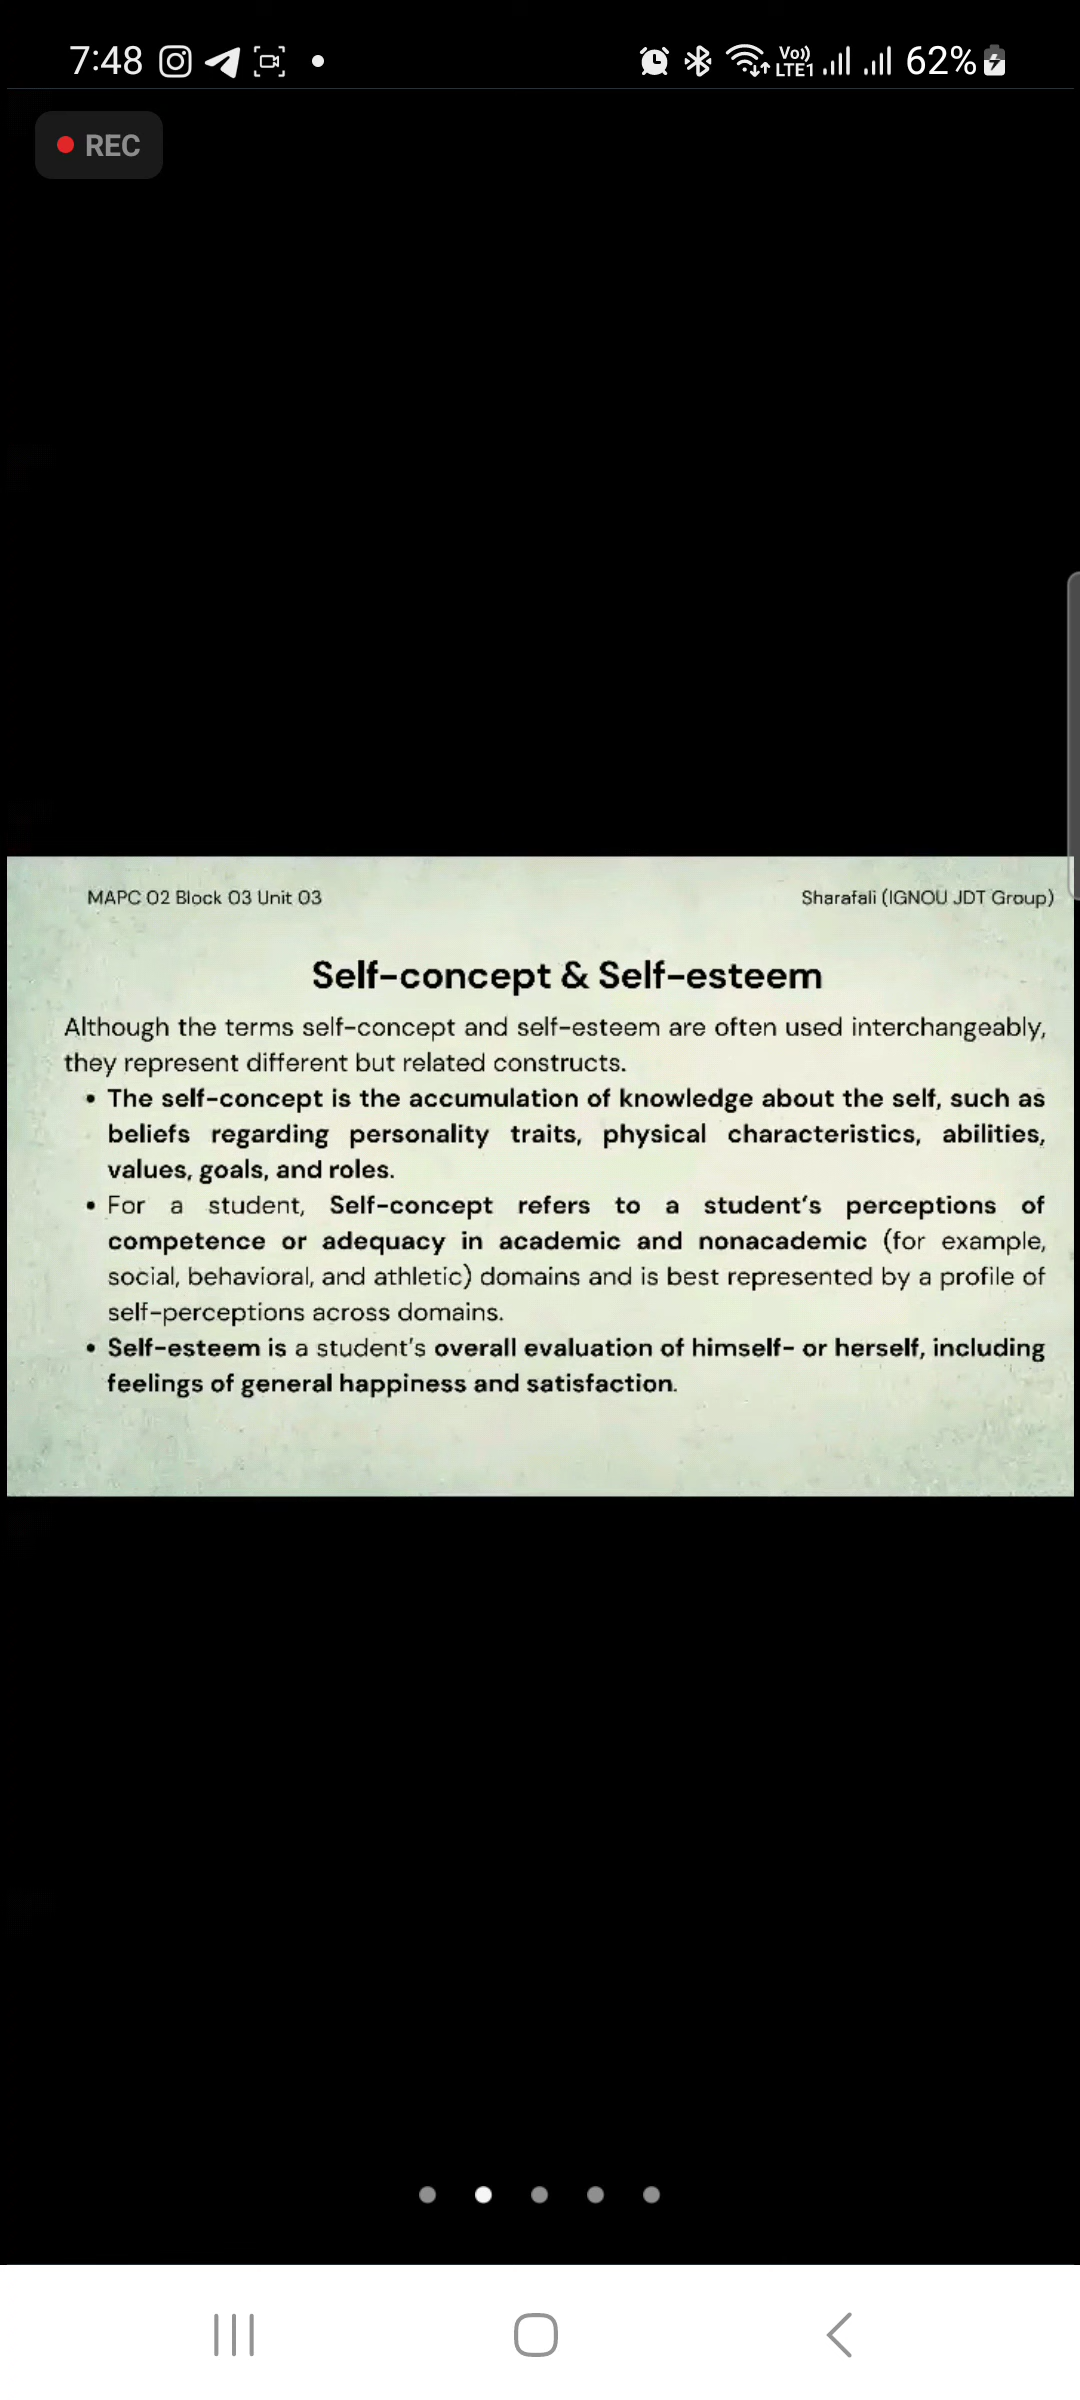 7:48
Vo))
LTE1
62%
REC
MAPC 02 Block 03 Unit 03
Sharafali (IGNOU JDT Group)
Self-concept & Self-esteem
Although the terms self-concept and self-esteem are often used interchangeably,
they represent different but related constructs.
• The self-concept is the accumulation of knowledge about the self, such as
beliefs regarding personality traits, physical characteristics, abilities,
values, goals, and roles.
• For a student, Self-concept refers to a student's perceptions of
competence or adequacy in academic and nonacademic (for example,
social, behavioral, and athletic) domains and is best represented by a profile of
self-perceptions across domains.
• Self-esteem is a student's overall evaluation of himself- or herself, including
feelings of general happiness and satisfaction.